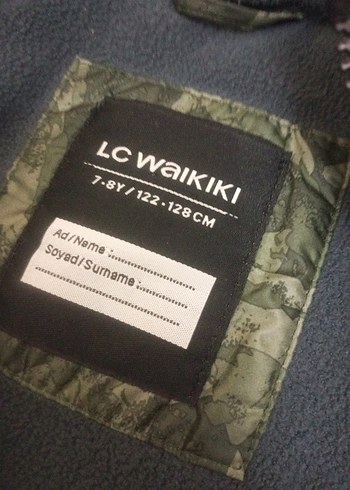 LC WAIKIKI
7-8Y / 122-128 CM
Ad/Name :....................
Soyad/Surname :............
........................................